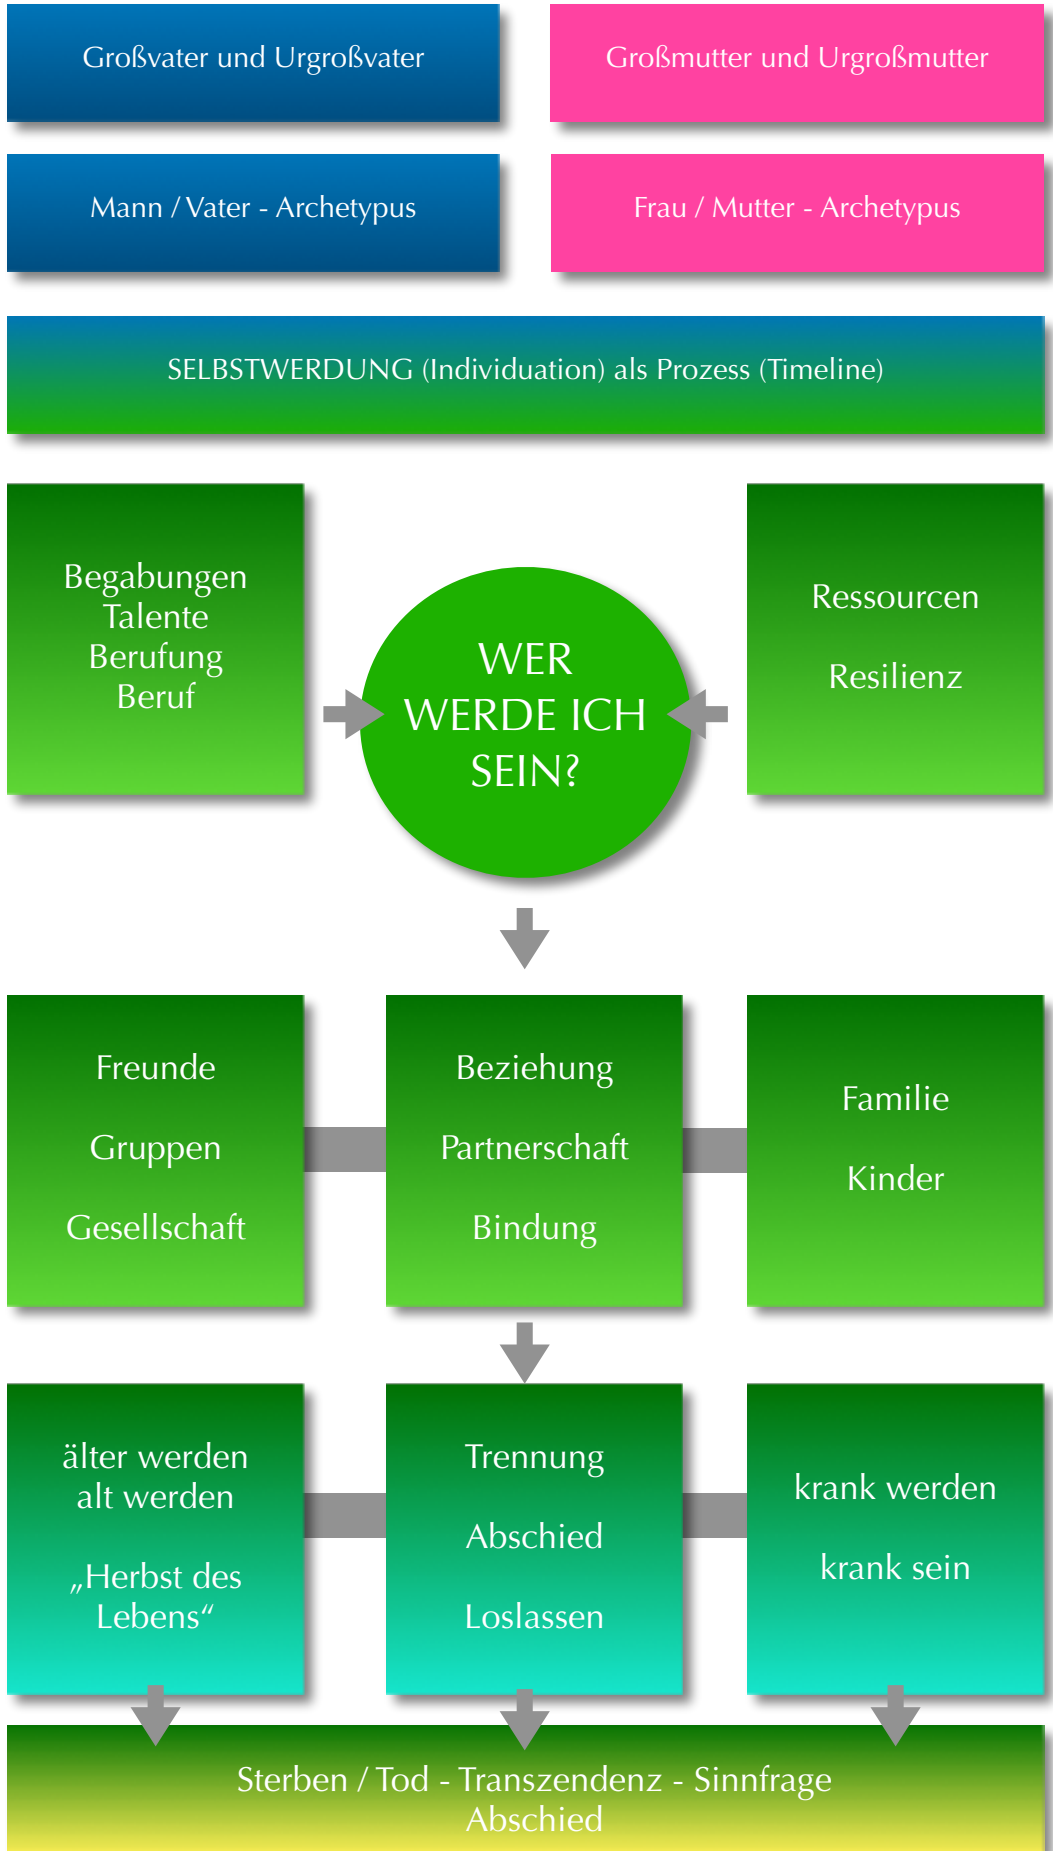 Großvater und Urgroßvater
Großmutter und Urgroßmutter
Mann / Vater - Archetypus
Frau / Mutter - Archetypus
SELBSTWERDUNG (Individuation) als Prozess (Timeline)
Begabungen
Talente
Berufung
Beruf
WER
WERDE ICH
SEIN?
Ressourcen
Resilienz
Freunde
Gruppen
Gesellschaft
Beziehung
Partnerschaft
Bindung
Familie
Kinder
älter werden
alt werden
„Herbst des
Lebens“
Trennung
Abschied
Loslassen
krank werden
krank sein
Sterben / Tod - Transzendenz - Sinnfrage
Abschied